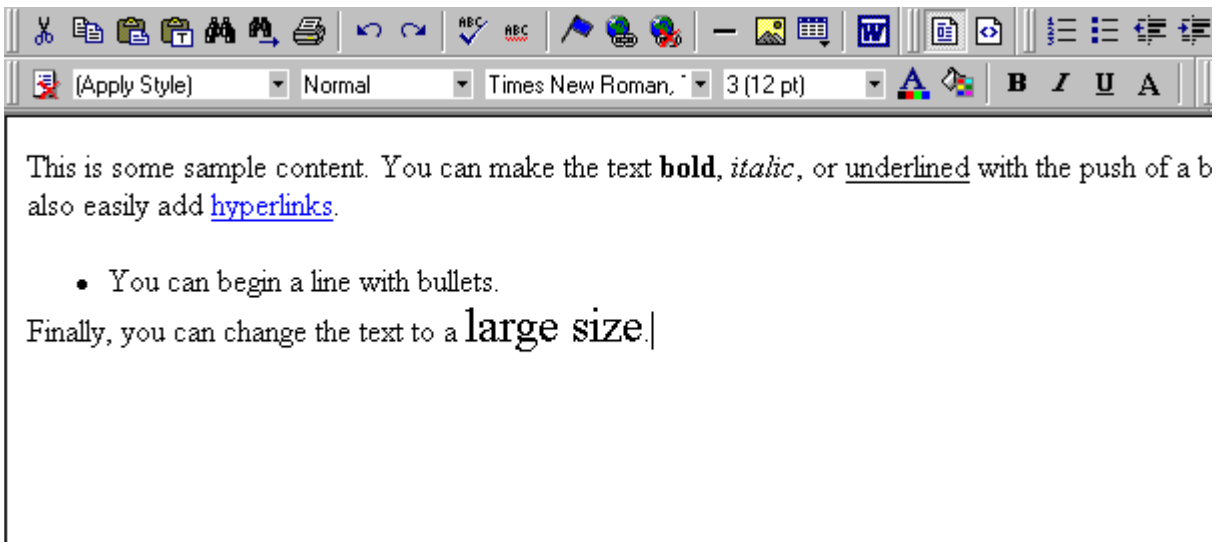 ABC ABC W
(Apply Style) Normal Times New Roman, 3 (12 pt) A B I U A
This is some sample content. You can make the text bold, italic, or underlined with the push of a b
also easily add hyperlinks.
• You can begin a line with bullets.
Finally, you can change the text to a large size.